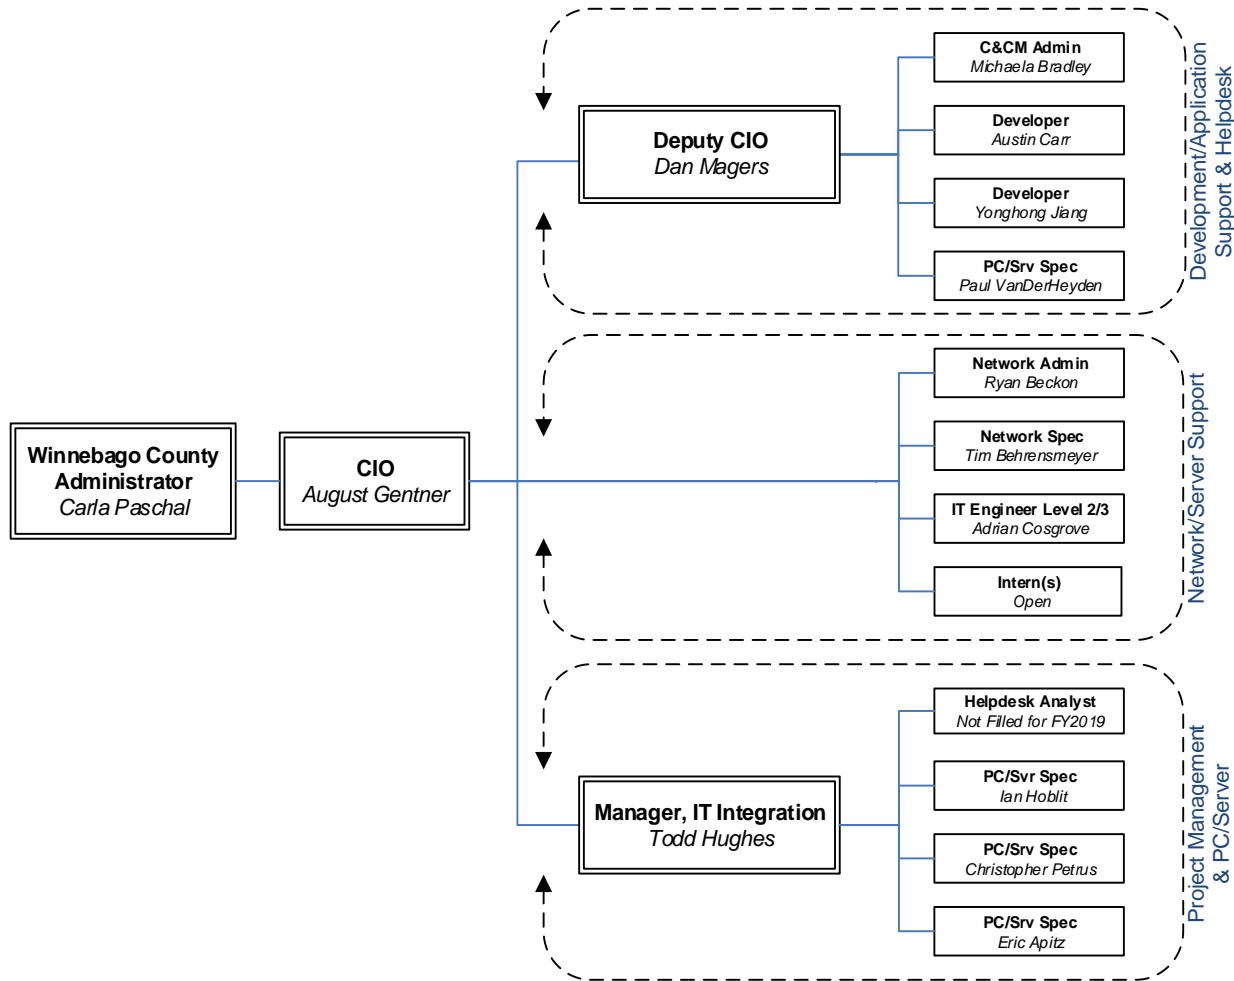 Winnebago County
Administrator
Carla Paschal
CIO
August Gentner
Deputy CIO
Dan Magers
C&CM Admin
Michaela Bradley
Developer
Austin Carr
Developer
Yonghong Jiang
PC/Srv Spec
Paul VanDerHeyden
Development/Application
Support & Helpdesk
Network Admin
Ryan Beckon
Network Spec
Tim Behrensmeyer
IT Engineer Level 2/3
Adrian Cosgrove
Intern(s)
Open
Network/Server Support
Manager, IT Integration
Todd Hughes
Helpdesk Analyst
Not Filled for FY2019
PC/Svr Spec
Ian Hoblit
PC/Srv Spec
Christopher Petrus
PC/Srv Spec
Eric Apitz
Project Management
& PC/Server